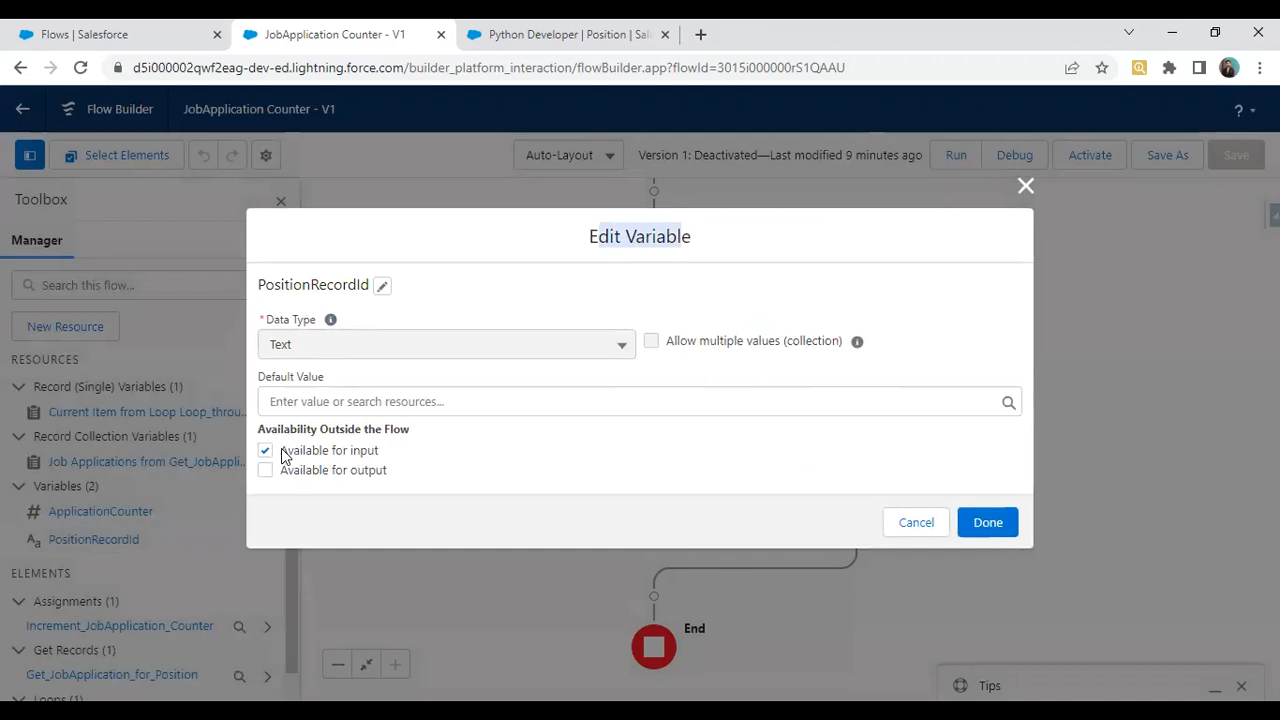 Flows | Salesforce
JobApplication Counter - V1
Python Developer | Position | Sal
d5i000002qwf2eag-dev-ed.lightning.force.com/builder_platform_interaction/flowBuilder.app?flowId=3015i000000rS1QAAU
Flow Builder
JobApplication Counter - V1
?
Select Elements
Auto-Layout
Version 1: Deactivated—Last modified 9 minutes ago
Run
Debug
Activate
Save As
Save
Toolbox
Manager
Search this flow...
New Resource
RESOURCES
Record (Single) Variables (1)
Current Item from Loop Loop_throu...
Record Collection Variables (1)
Job Applications from Get_JobAppli...
Variables (2)
ApplicationCounter
PositionRecordId
ELEMENTS
Assignments (1)
Increment_JobApplication_Counter
Get Records (1)
Get_JobApplication_for_Position
Loops (1)
Edit Variable
PositionRecordId
* Data Type
Text
Allow multiple values (collection)
Default Value
Enter value or search resources...
Availability Outside the Flow
Available for input
Available for output
Cancel
Done
End
Tips